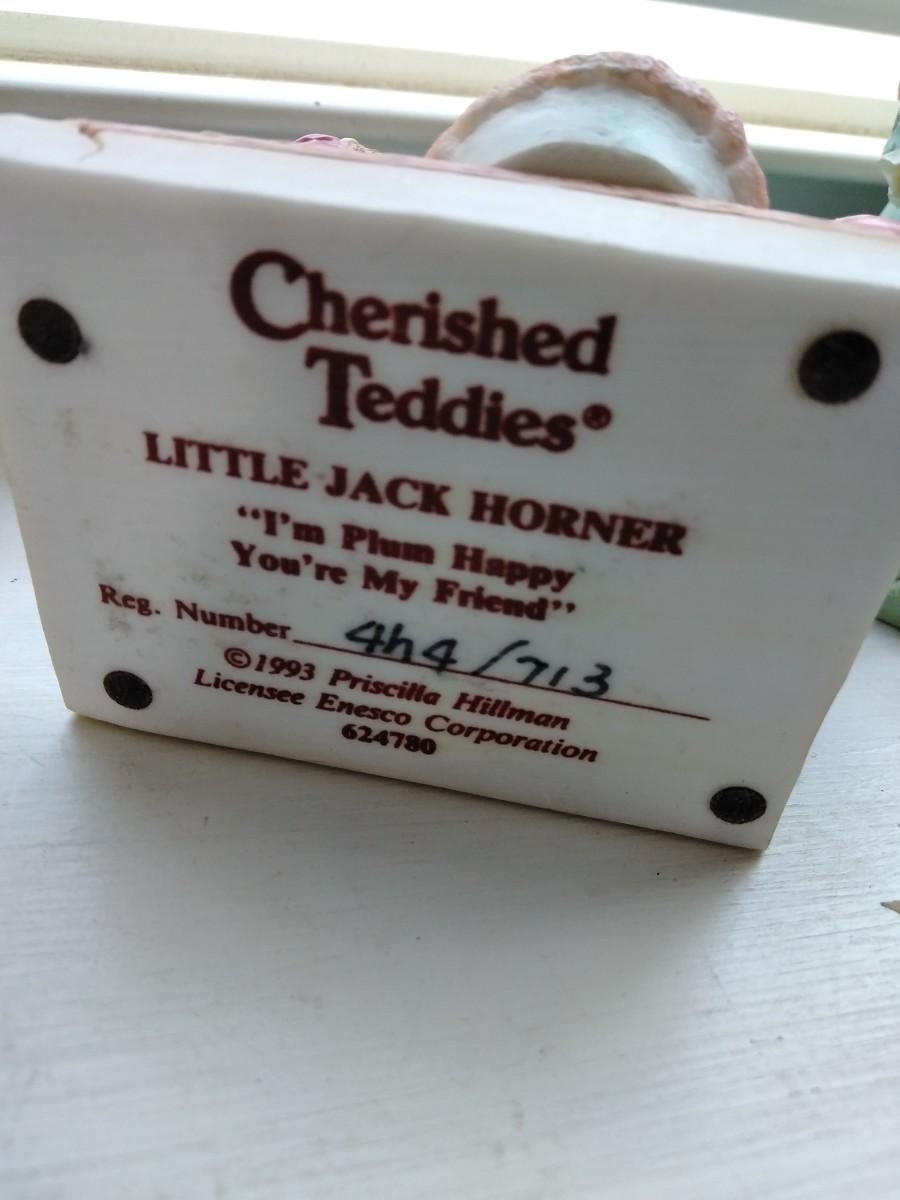 Cherished
Teddies®
LITTLE JACK HORNER
"I'm Plum Happy
You're My Friend"
Reg. Number 4h4/713
©1993 Priscilla Hillman
Licensee Enesco Corporation
624780